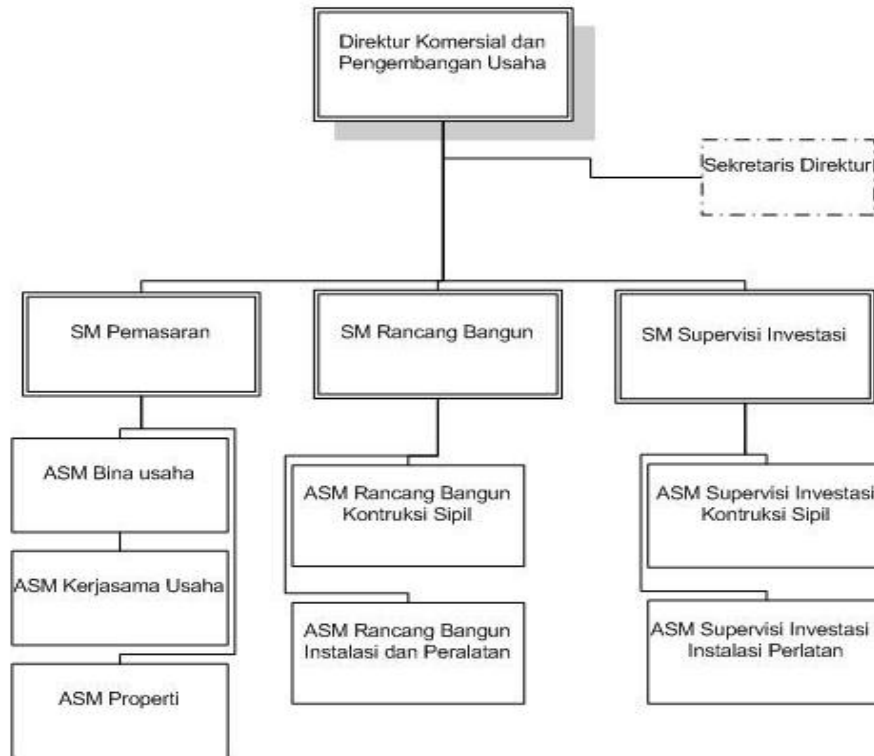 Direktur Komersial dan
Pengembangan Usaha
Sekretaris Direktur
SM Pemasaran
SM Rancang Bangun
SM Supervisi Investasi
ASM Bina usaha
ASM Kerjasama Usaha
ASM Properti
ASM Rancang Bangun
Kontruksi Sipil
ASM Rancang Bangun
Instalasi dan Peralatan
ASM Supervisi Investasi
Kontruksi Sipil
ASM Supervisi Investasi
Instalasi Perlatan